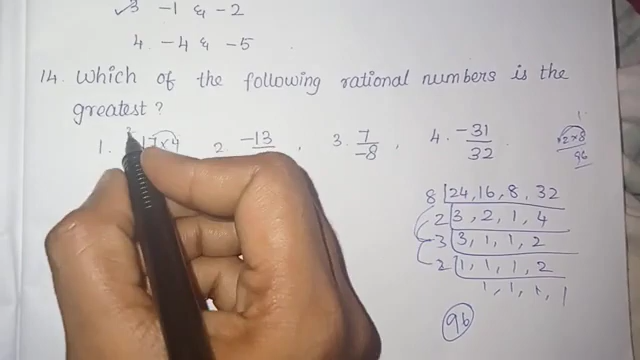 3 -1 & -2
4. -4 & -5
14. Which of the following rational numbers is the
greatest?
1. 17×4 2. -13 , 3. 7/-8 4. -31/32 .
12×8
96
8 24, 16, 8, 32
2 3, 2, 1, 4
3 3, 1, 1, 2
2 1, 1, 1, 2
1, 1, 1, 1
96